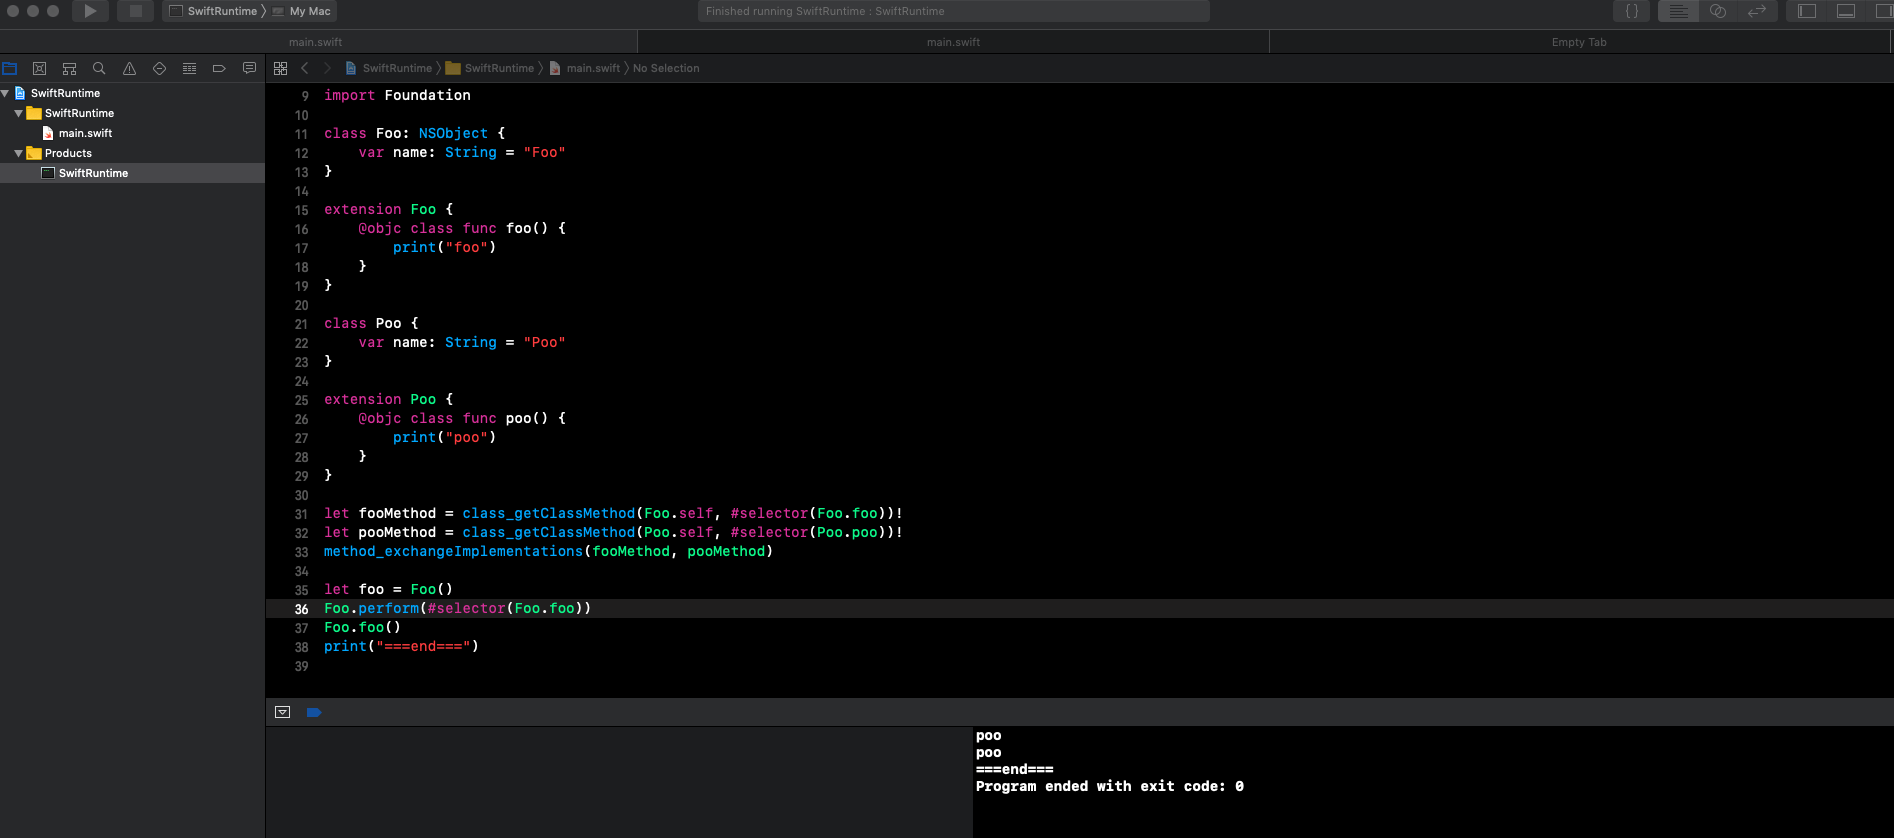 SwiftRuntime 〉 My Mac
Finished running SwiftRuntime : SwiftRuntime
{ }
main.swift
main.swift
Empty Tab
SwiftRuntime 〉 SwiftRuntime 〉 main.swift 〉 No Selection
SwiftRuntime
SwiftRuntime
main.swift
Products
SwiftRuntime
9 import Foundation
10
11 class Foo: NSObject {
12     var name: String = "Foo"
13 }
14
15 extension Foo {
16     @objc class func foo() {
17         print("foo")
18     }
19 }
20
21 class Poo {
22     var name: String = "Poo"
23 }
24
25 extension Poo {
26     @objc class func poo() {
27         print("poo")
28     }
29 }
30
31 let fooMethod = class_getClassMethod(Foo.self, #selector(Foo.foo))!
32 let pooMethod = class_getClassMethod(Poo.self, #selector(Poo.poo))!
33 method_exchangeImplementations(fooMethod, pooMethod)
34
35 let foo = Foo()
36 Foo.perform(#selector(Foo.foo))
37 Foo.foo()
38 print("===end===")
39
poo
poo
===end===
Program ended with exit code: 0